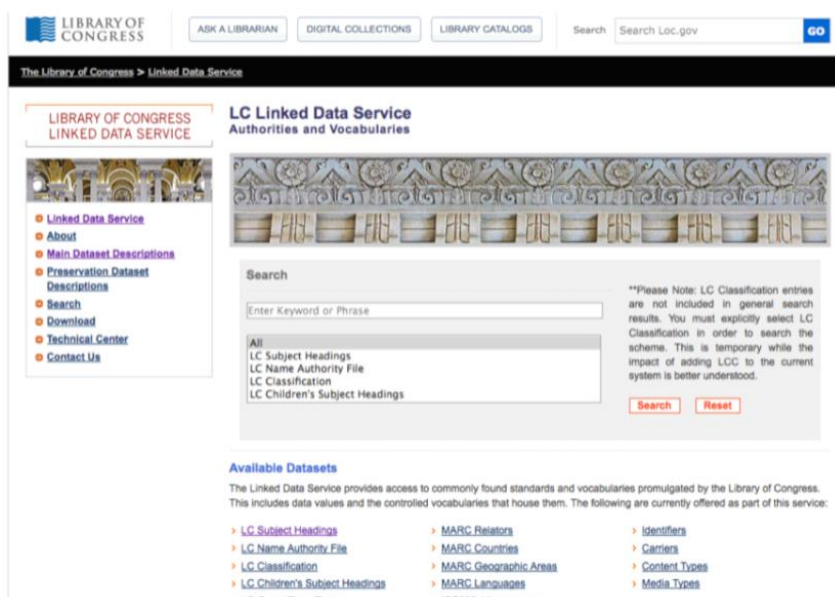 LIBRARY OF
CONGRESS
ASK A LIBRARIAN
DIGITAL COLLECTIONS
LIBRARY CATALOGS
Search
Search Loc.gov
GO
The Library of Congress > Linked Data Service
LIBRARY OF CONGRESS
LINKED DATA SERVICE
Linked Data Service
About
Main Dataset Descriptions
Preservation Dataset
Descriptions
Search
Download
Technical Center
Contact Us
LC Linked Data Service
Authorities and Vocabularies
Search
Enter Keyword or Phrase
All
LC Subject Headings
LC Name Authority File
LC Classification
LC Children's Subject Headings
**Please Note: LC Classification entries
are not included in general search
results. You must explicitly select LC
Classification in order to search the
scheme. This is temporary while the
impact of adding LCC to the current
system is better understood.
Search
Reset
Available Datasets
The Linked Data Service provides access to commonly found standards and vocabularies promulgated by the Library of Congress.
This includes data values and the controlled vocabularies that house them. The following are currently offered as part of this service:
LC Subject Headings
LC Name Authority File
LC Classification
LC Children's Subject Headings
MARC Relators
MARC Countries
MARC Geographic Areas
MARC Languages
Identifiers
Carriers
Content Types
Media Types